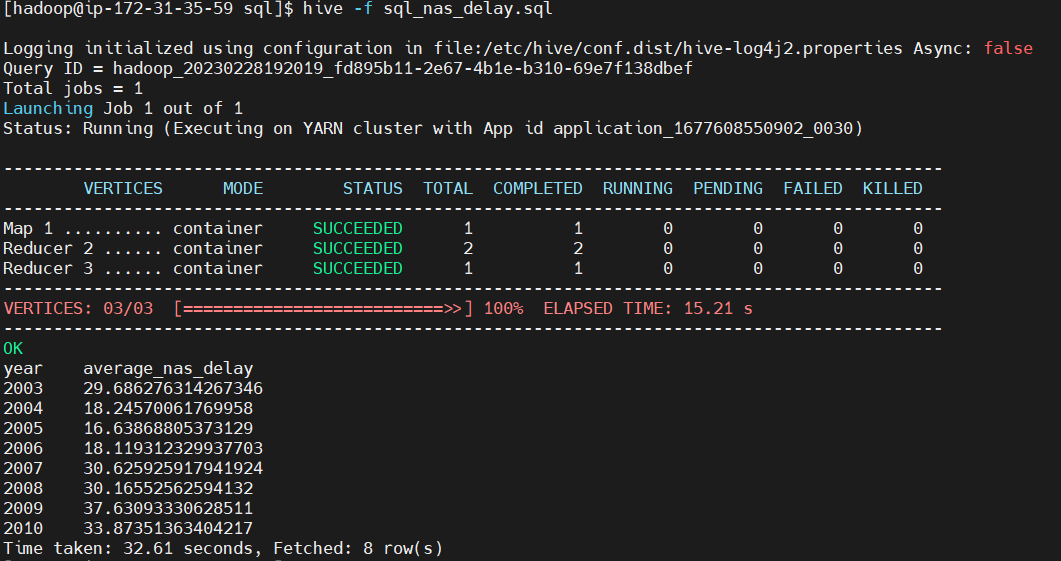 [hadoop@ip-172-31-35-59 sql]$ hive -f sql_nas_delay.sql
Logging initialized using configuration in file:/etc/hive/conf.dist/hive-log4j2.properties Async: false
Query ID = hadoop_20230228192019_fd895b11-2e67-4b1e-b310-69e7f138dbef
Total jobs = 1
Launching Job 1 out of 1
Status: Running (Executing on YARN cluster with App id application_1677608550902_0030)
----------------------------------------------------------------------------------------------
        VERTICES      MODE        STATUS  TOTAL  COMPLETED  RUNNING  PENDING  FAILED  KILLED
----------------------------------------------------------------------------------------------
Map 1 .......... container     SUCCEEDED      1          1        0        0       0       0
Reducer 2 ...... container     SUCCEEDED      2          2        0        0       0       0
Reducer 3 ...... container     SUCCEEDED      1          1        0        0       0       0
----------------------------------------------------------------------------------------------
VERTICES: 03/03  [==========================>>] 100%  ELAPSED TIME: 15.21 s
----------------------------------------------------------------------------------------------
OK
year    average_nas_delay
2003    29.686276314267346
2004    18.24570061769958
2005    16.63868805373129
2006    18.119312329937703
2007    30.625925917941924
2008    30.16552562594132
2009    37.63093330628511
2010    33.87351363404217
Time taken: 32.61 seconds, Fetched: 8 row(s)